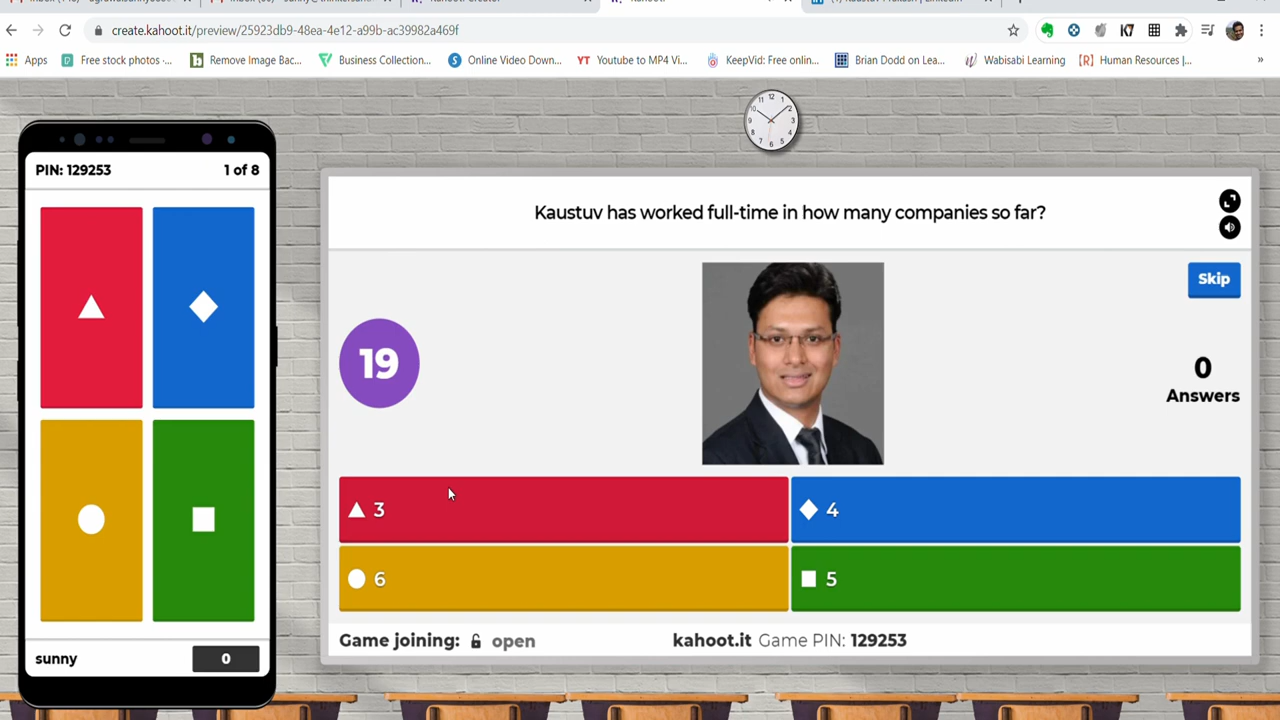 create.kahoot.it/preview/25923db9-48ea-4e12-a99b-ac39982a469f
Apps
Free stock photos ·...
Remove Image Bac...
Business Collection...
Online Video Down...
YT Youtube to MP4 Vi...
KeepVid: Free onlin...
Brian Dodd on Lea...
Wabisabi Learning
[R] Human Resources |...
»
PIN: 129253
1 of 8
Kaustuv has worked full-time in how many companies so far?
Skip
19
0
Answers
3
4
6
5
Game joining: open
kahoot.it Game PIN: 129253
sunny
0